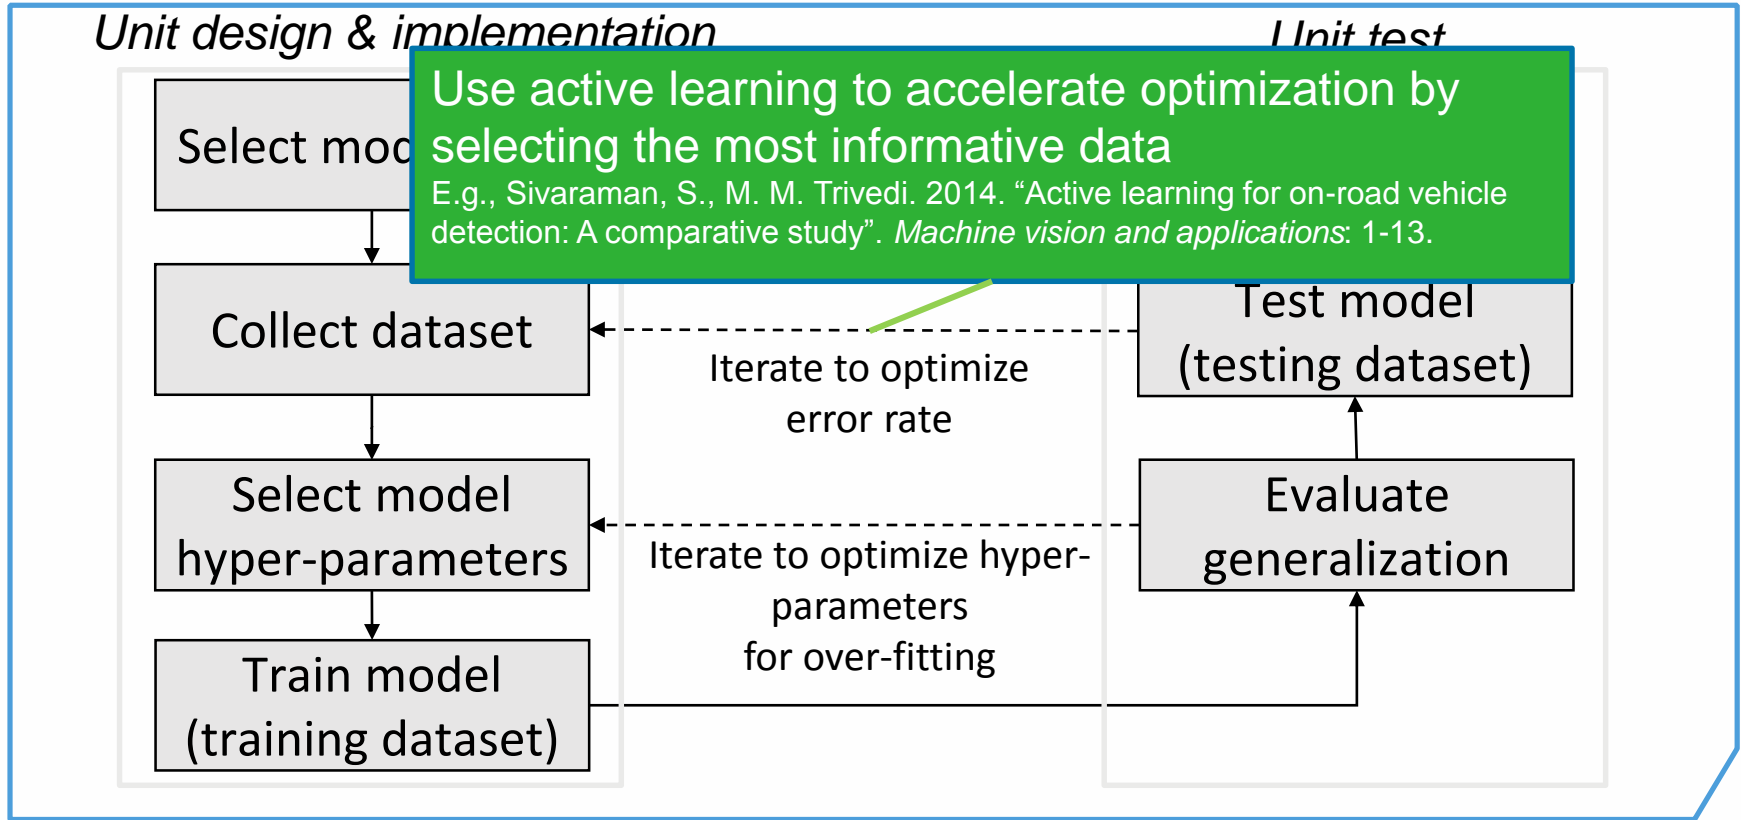 Unit design & implementation
Unit test
Use active learning to accelerate optimization by
selecting the most informative data
E.g., Sivaraman, S., M. M. Trivedi. 2014. “Active learning for on-road vehicle
detection: A comparative study”. Machine vision and applications: 1-13.
Select
Collect dataset
Select model
hyper-parameters
Train model
(training dataset)
Iterate to optimize
error rate
Iterate to optimize hyper-
parameters
for over-fitting
Test model
(testing dataset)
Evaluate
generalization